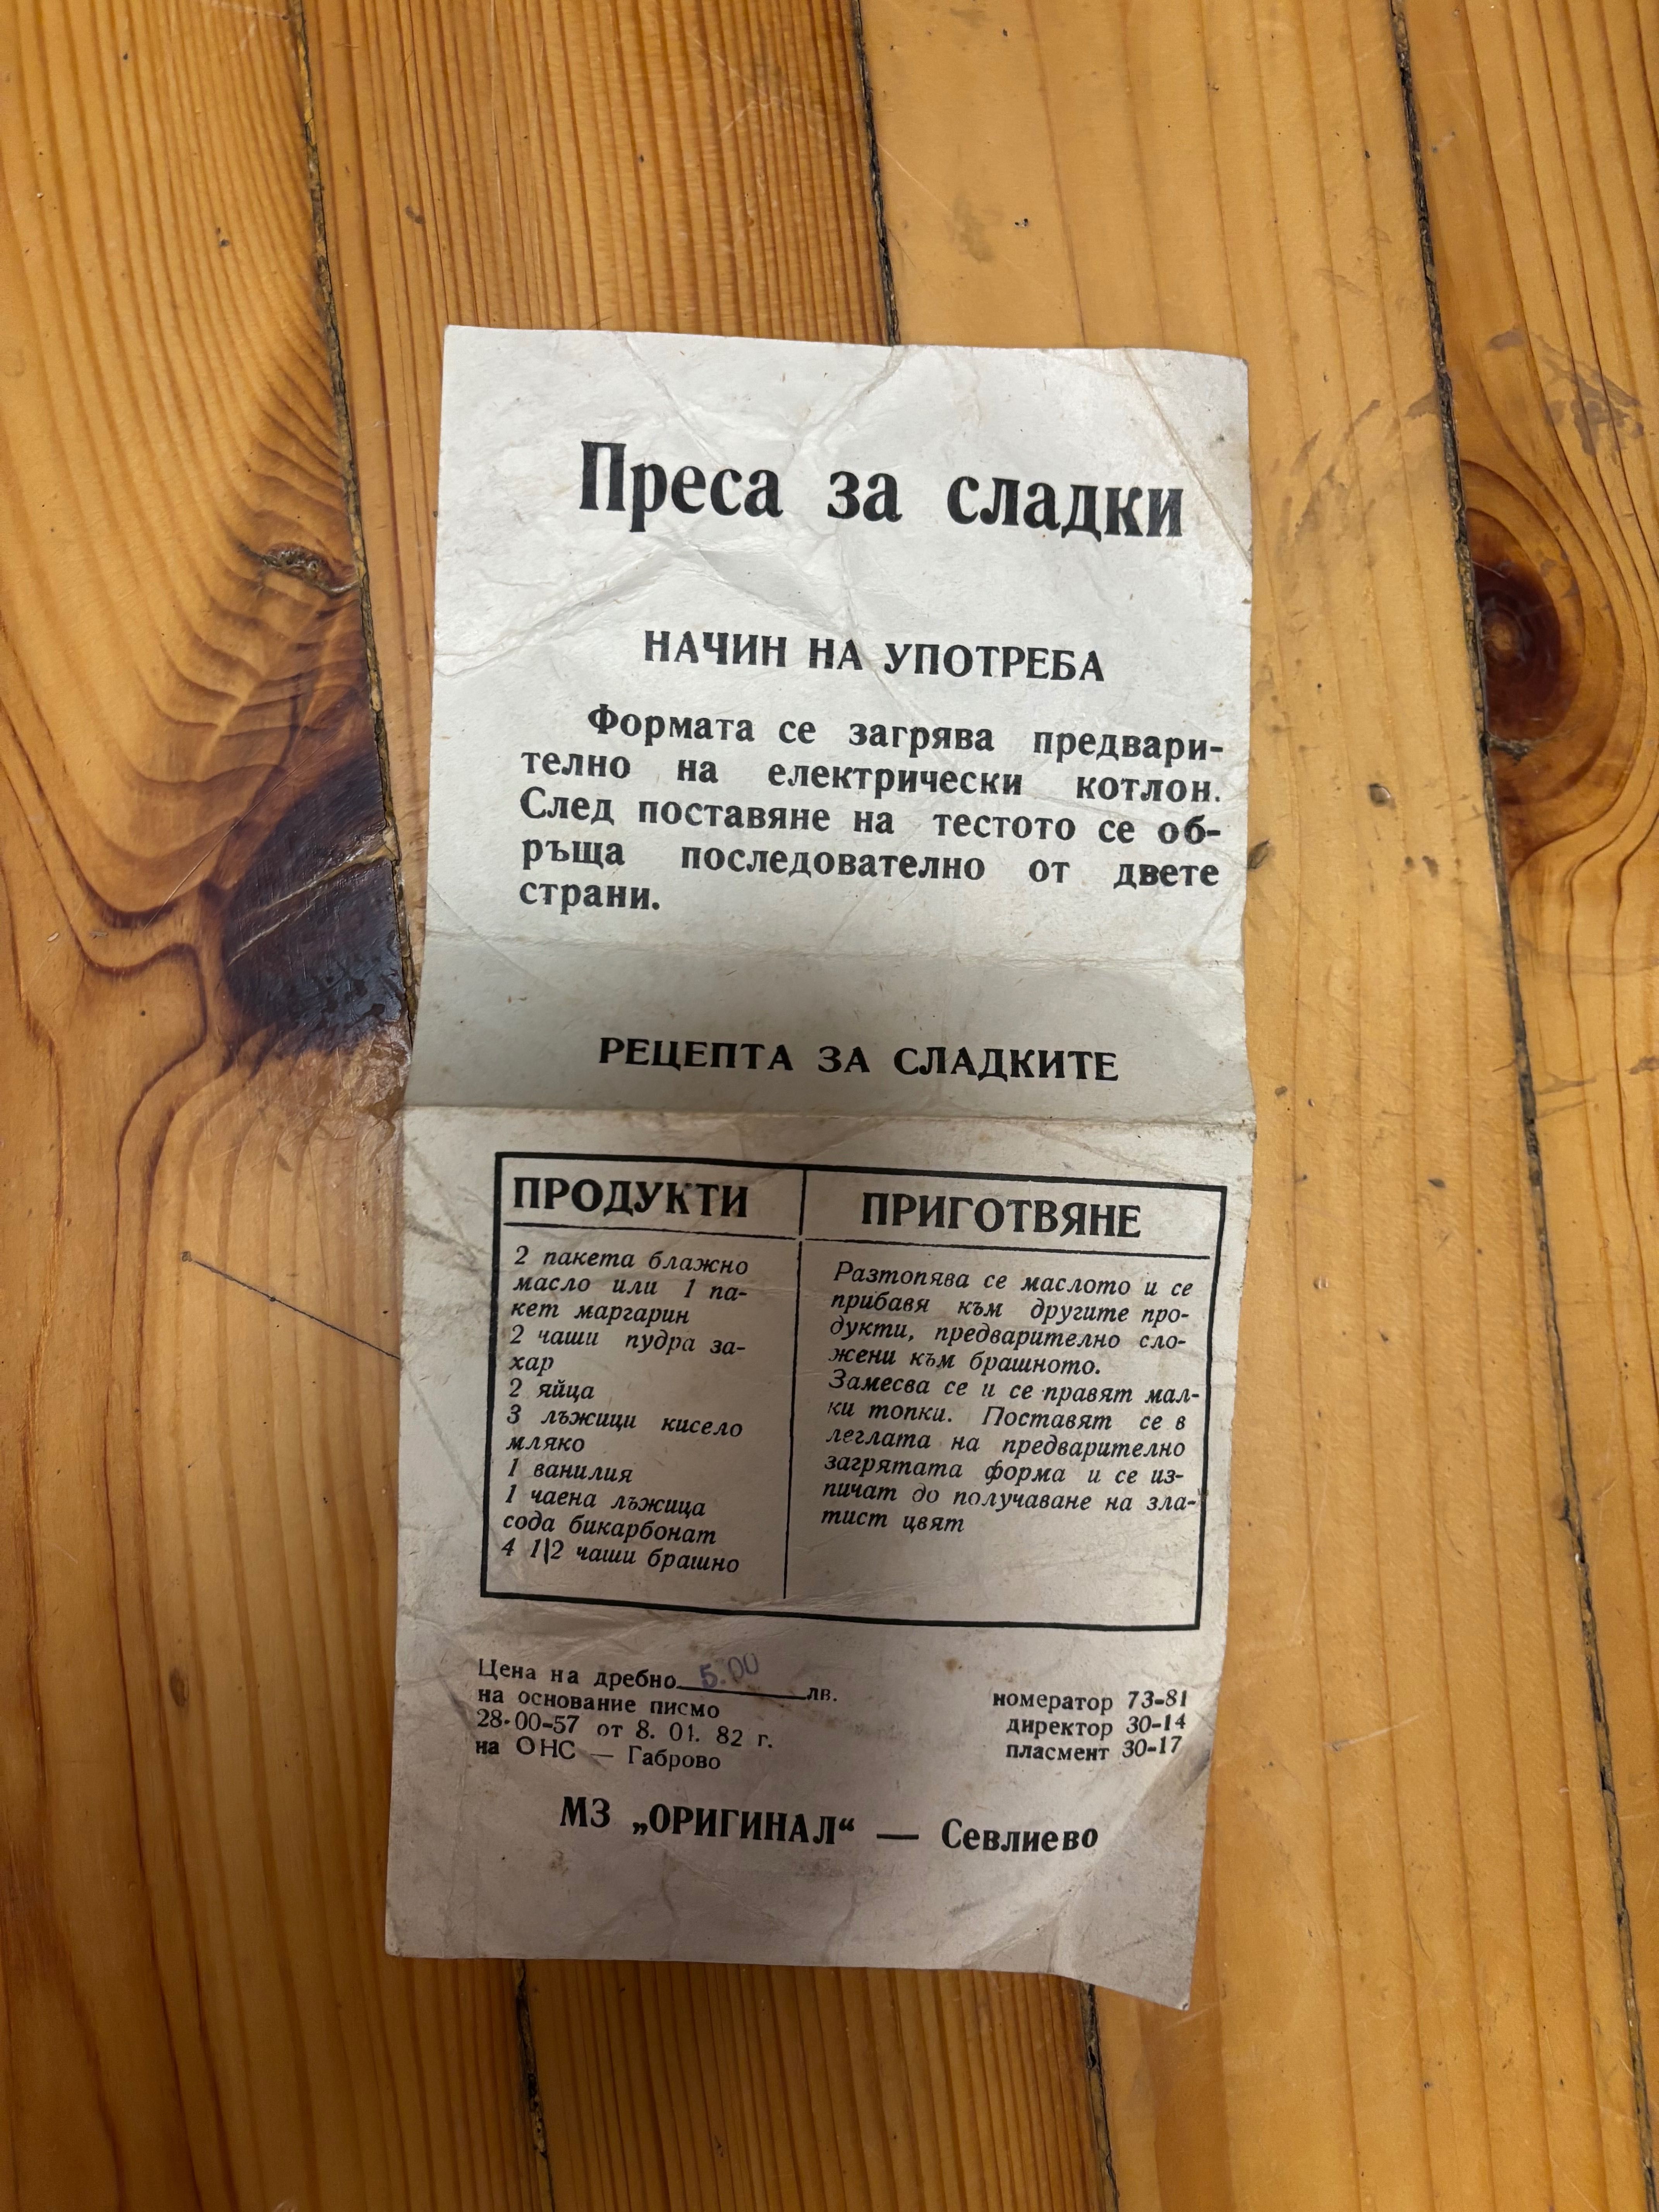 Преса за сладки
НАЧИН НА УПОТРЕБА
Формата се загрява предвари-
телно на електрически котлон.
След поставяне на тестото се об-
ръща последователно от двете
страни.
РЕЦЕПТА ЗА СЛАДКИТЕ
ПРОДУКТИ
2 пакета блажно
масло или 1 па-
кет маргарин
2 чаши пудра за-
хар
2 яйца
3 лъжици кисело
мляко
1 ванилия
1 чаена лъжица
сода бикарбонат
4 1|2 чаши брашно
ПРИГОТВЯНЕ
Разтопява се маслото и се
прибавя към другите про-
дукти, предварително сло-
жени към брашното.
Замесва се и се правят мал-
ки топки. Поставят се в
леглата на предварително
загрятата форма и се из-
пичат до получаване на зла-
тист цвят
Цена на дребно 5.00 лв.
на основание писмо
28-00-57 от 8. 01. 82 г.
на ОНС — Габрово
номератор 73-81
директор 30-14
пласмент 30-17
МЗ „ОРИГИНАЛ“ — Севлиево